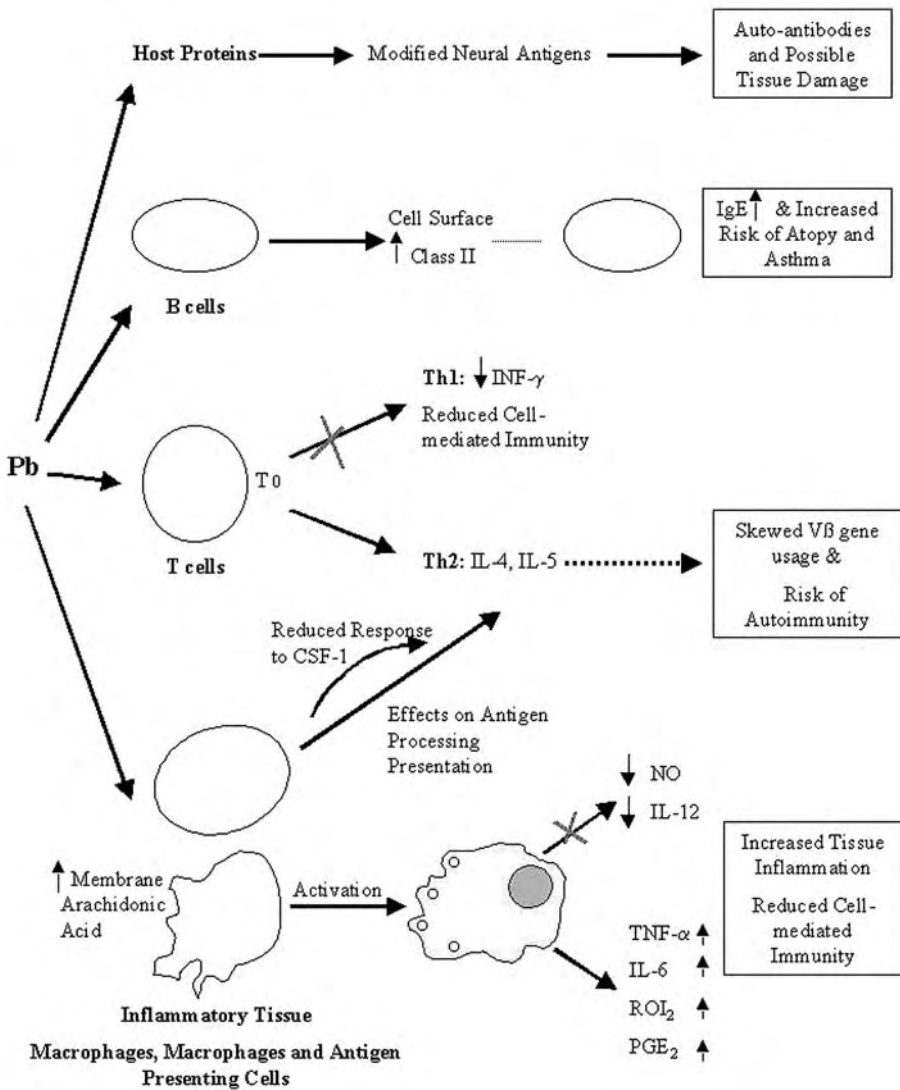 Host Proteins
Modified Neural Antigens
Auto-antibodies
and Possible
Tissue Damage
Cell Surface
Class II
IgE & Increased
Risk of Atopy and
Asthma
B cells
Th1: INF-γ
Reduced Cell-
mediated Immunity
Pb
T0
T cells
Th2: IL-4, IL-5
Skewed Vß gene
usage &
Risk of
Autoimmunity
Reduced Response
to CSF-1
Effects on Antigen
Processing
Presentation
NO
IL-12
Membrane
Arachidonic
Acid
Activation
Increased Tissue
Inflammation
Reduced Cell-
mediated
Immunity
TNF-α
IL-6
ROI₂
PGE₂
Inflammatory Tissue
Macrophages, Macrophages and Antigen
Presenting Cells